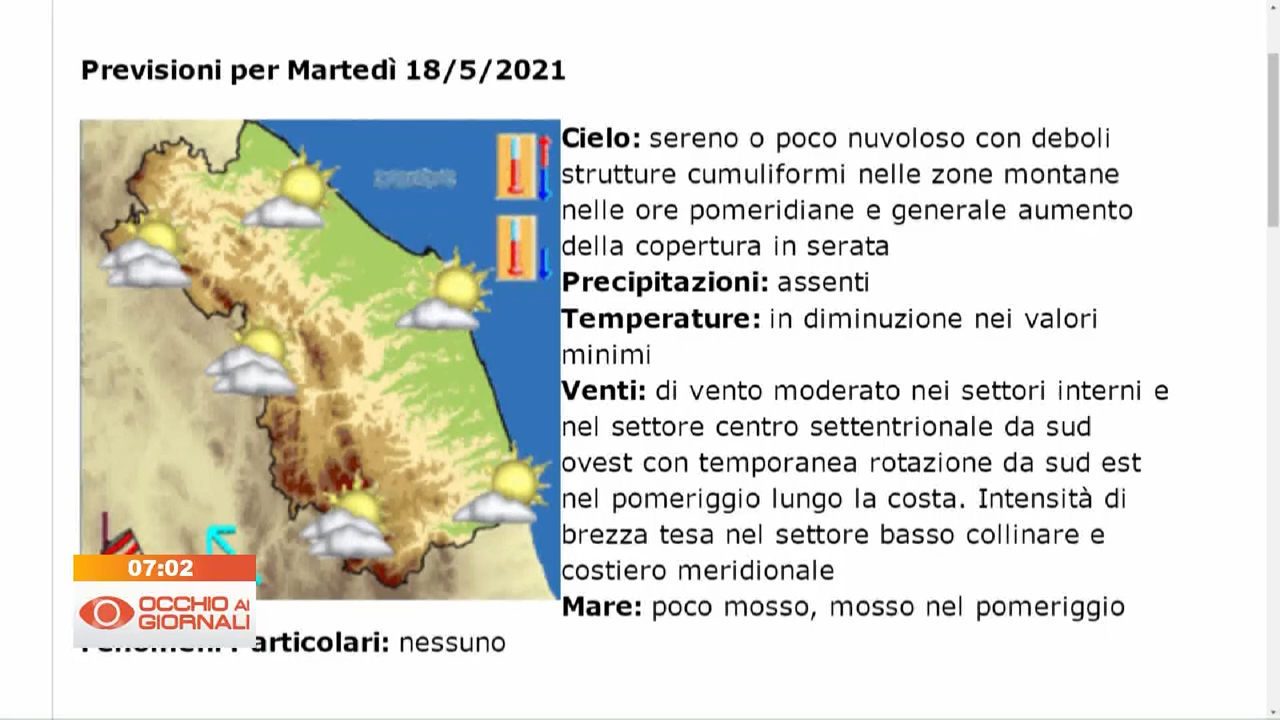 Previsioni per Martedì 18/5/2021
Cielo: sereno o poco nuvoloso con deboli
strutture cumuliformi nelle zone montane
nelle ore pomeridiane e generale aumento
della copertura in serata
Precipitazioni: assenti
Temperature: in diminuzione nei valori
minimi
Venti: di vento moderato nei settori interni e
nel settore centro settentrionale da sud
ovest con temporanea rotazione da sud est
nel pomeriggio lungo la costa. Intensità di
brezza tesa nel settore basso collinare e
costiero meridionale
Mare: poco mosso, mosso nel pomeriggio
articolari: nessuno
07:02
OCCHIO AI
GIORNALI